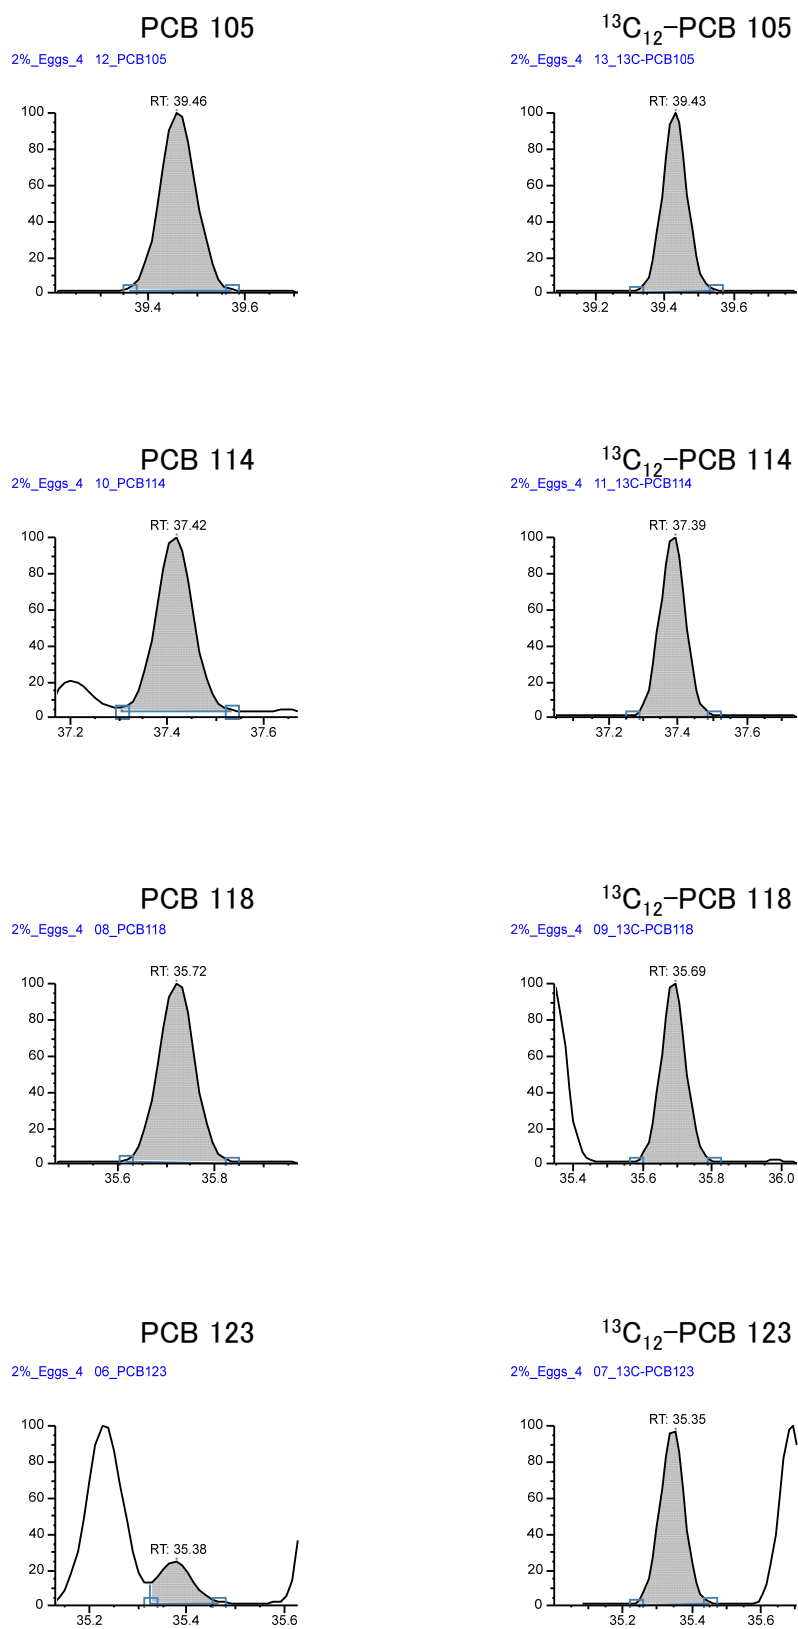 PCB 105
¹³C₁₂-PCB 105
2%_Eggs_4 12_PCB105
2%_Eggs_4 13_13C-PCB105
RT: 39.46
RT: 39.43
100
80
60
40
20
0
39.4 39.6
100
80
60
40
20
0
39.2 39.4 39.6
PCB 114
¹³C₁₂-PCB 114
2%_Eggs_4 10_PCB114
2%_Eggs_4 11_13C-PCB114
RT: 37.42
RT: 37.39
100
80
60
40
20
0
37.2 37.4 37.6
100
80
60
40
20
0
37.2 37.4 37.6
PCB 118
¹³C₁₂-PCB 118
2%_Eggs_4 08_PCB118
2%_Eggs_4 09_13C-PCB118
RT: 35.72
RT: 35.69
100
80
60
40
20
0
35.6 35.8
100
80
60
40
20
0
35.4 35.6 35.8 36.0
PCB 123
¹³C₁₂-PCB 123
2%_Eggs_4 06_PCB123
2%_Eggs_4 07_13C-PCB123
RT: 35.38
RT: 35.35
100
80
60
40
20
0
35.2 35.4 35.6
100
80
60
40
20
0
35.2 35.4 35.6